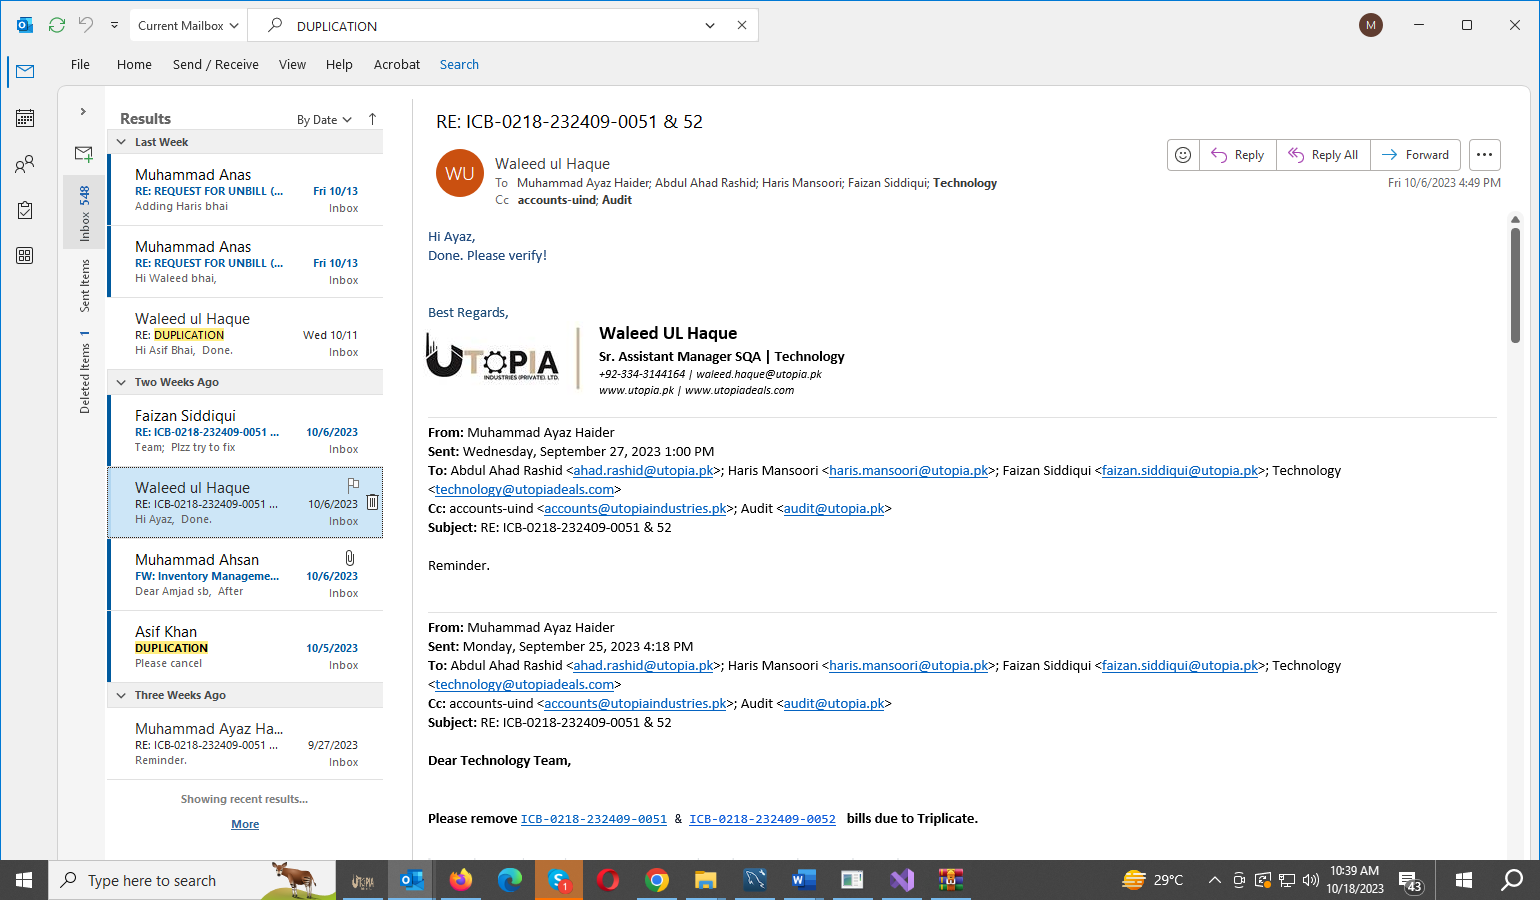 Current Mailbox
DUPLICATION
M
File Home Send / Receive View Help Acrobat Search
Inbox 548
Sent Items
Deleted Items 1
Results
By Date
Last Week
Muhammad Anas
RE: REQUEST FOR UNBILL (... Fri 10/13
Adding Haris bhai Inbox
Muhammad Anas
RE: REQUEST FOR UNBILL (... Fri 10/13
Hi Waleed bhai, Inbox
Waleed ul Haque
RE: DUPLICATION Wed 10/11
Hi Asif Bhai, Done. Inbox
Two Weeks Ago
Faizan Siddiqui
RE: ICB-0218-232409-0051 ... 10/6/2023
Team; Plzz try to fix Inbox
Waleed ul Haque
RE: ICB-0218-232409-0051 ... 10/6/2023
Hi Ayaz, Done. Inbox
Muhammad Ahsan
FW: Inventory Manageme... 10/6/2023
Dear Amjad sb, After Inbox
Asif Khan
DUPLICATION 10/5/2023
Please cancel Inbox
Three Weeks Ago
Muhammad Ayaz Ha...
RE: ICB-0218-232409-0051 ... 9/27/2023
Reminder. Inbox
Showing recent results...
More
RE: ICB-0218-232409-0051 & 52
WU
Waleed ul Haque
To Muhammad Ayaz Haider; Abdul Ahad Rashid; Haris Mansoori; Faizan Siddiqui; Technology
Cc accounts-uind; Audit
Reply Reply All Forward
Fri 10/6/2023 4:49 PM
Hi Ayaz,
Done. Please verify!
Best Regards,
UTOPIA
INDUSTRIES (PRIVATE). LTD.
Waleed UL Haque
Sr. Assistant Manager SQA | Technology
+92-334-3144164 | waleed.haque@utopia.pk
www.utopia.pk | www.utopiadeals.com
From: Muhammad Ayaz Haider
Sent: Wednesday, September 27, 2023 1:00 PM
To: Abdul Ahad Rashid <ahad.rashid@utopia.pk>; Haris Mansoori <haris.mansoori@utopia.pk>; Faizan Siddiqui <faizan.siddiqui@utopia.pk>; Technology
<technology@utopiadeals.com>
Cc: accounts-uind <accounts@utopiaindustries.pk>; Audit <audit@utopia.pk>
Subject: RE: ICB-0218-232409-0051 & 52
Reminder.
From: Muhammad Ayaz Haider
Sent: Monday, September 25, 2023 4:18 PM
To: Abdul Ahad Rashid <ahad.rashid@utopia.pk>; Haris Mansoori <haris.mansoori@utopia.pk>; Faizan Siddiqui <faizan.siddiqui@utopia.pk>; Technology
<technology@utopiadeals.com>
Cc: accounts-uind <accounts@utopiaindustries.pk>; Audit <audit@utopia.pk>
Subject: RE: ICB-0218-232409-0051 & 52
Dear Technology Team,
Please remove ICB-0218-232409-0051 & ICB-0218-232409-0052 bills due to Triplicate.
Type here to search
UTOPIA
1
29°C
10:39 AM
10/18/2023
43